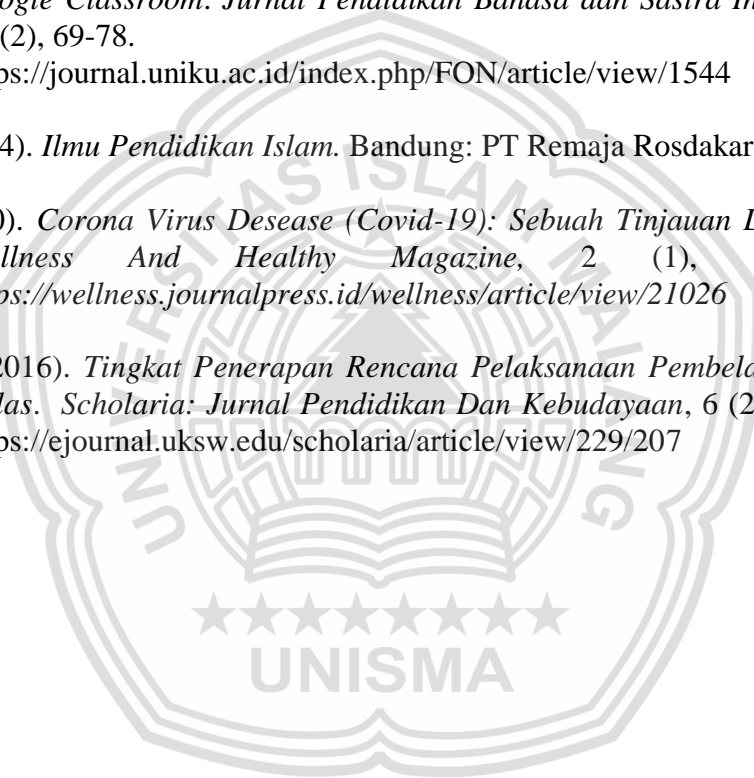 ogle Classroom. Jurnal Pendidikan Bahasa dan Sastra In
(2), 69-78.
ps://journal.uniku.ac.id/index.php/FON/article/view/1544
4). Ilmu Pendidikan Islam. Bandung: PT Remaja Rosdakar
0). Corona Virus Desease (Covid-19): Sebuah Tinjauan
llness And Healthy Magazine, 2 (1),
ps://wellness.journalpress.id/wellness/article/view/21026
2016). Tingkat Penerapan Rencana Pelaksanaan Pembela
las. Scholaria: Jurnal Pendidikan Dan Kebudayaan, 6 (2
ps://ejournal.uksw.edu/scholaria/article/view/229/207
UNIVERSITAS ISLAM MALANG
UNISMA